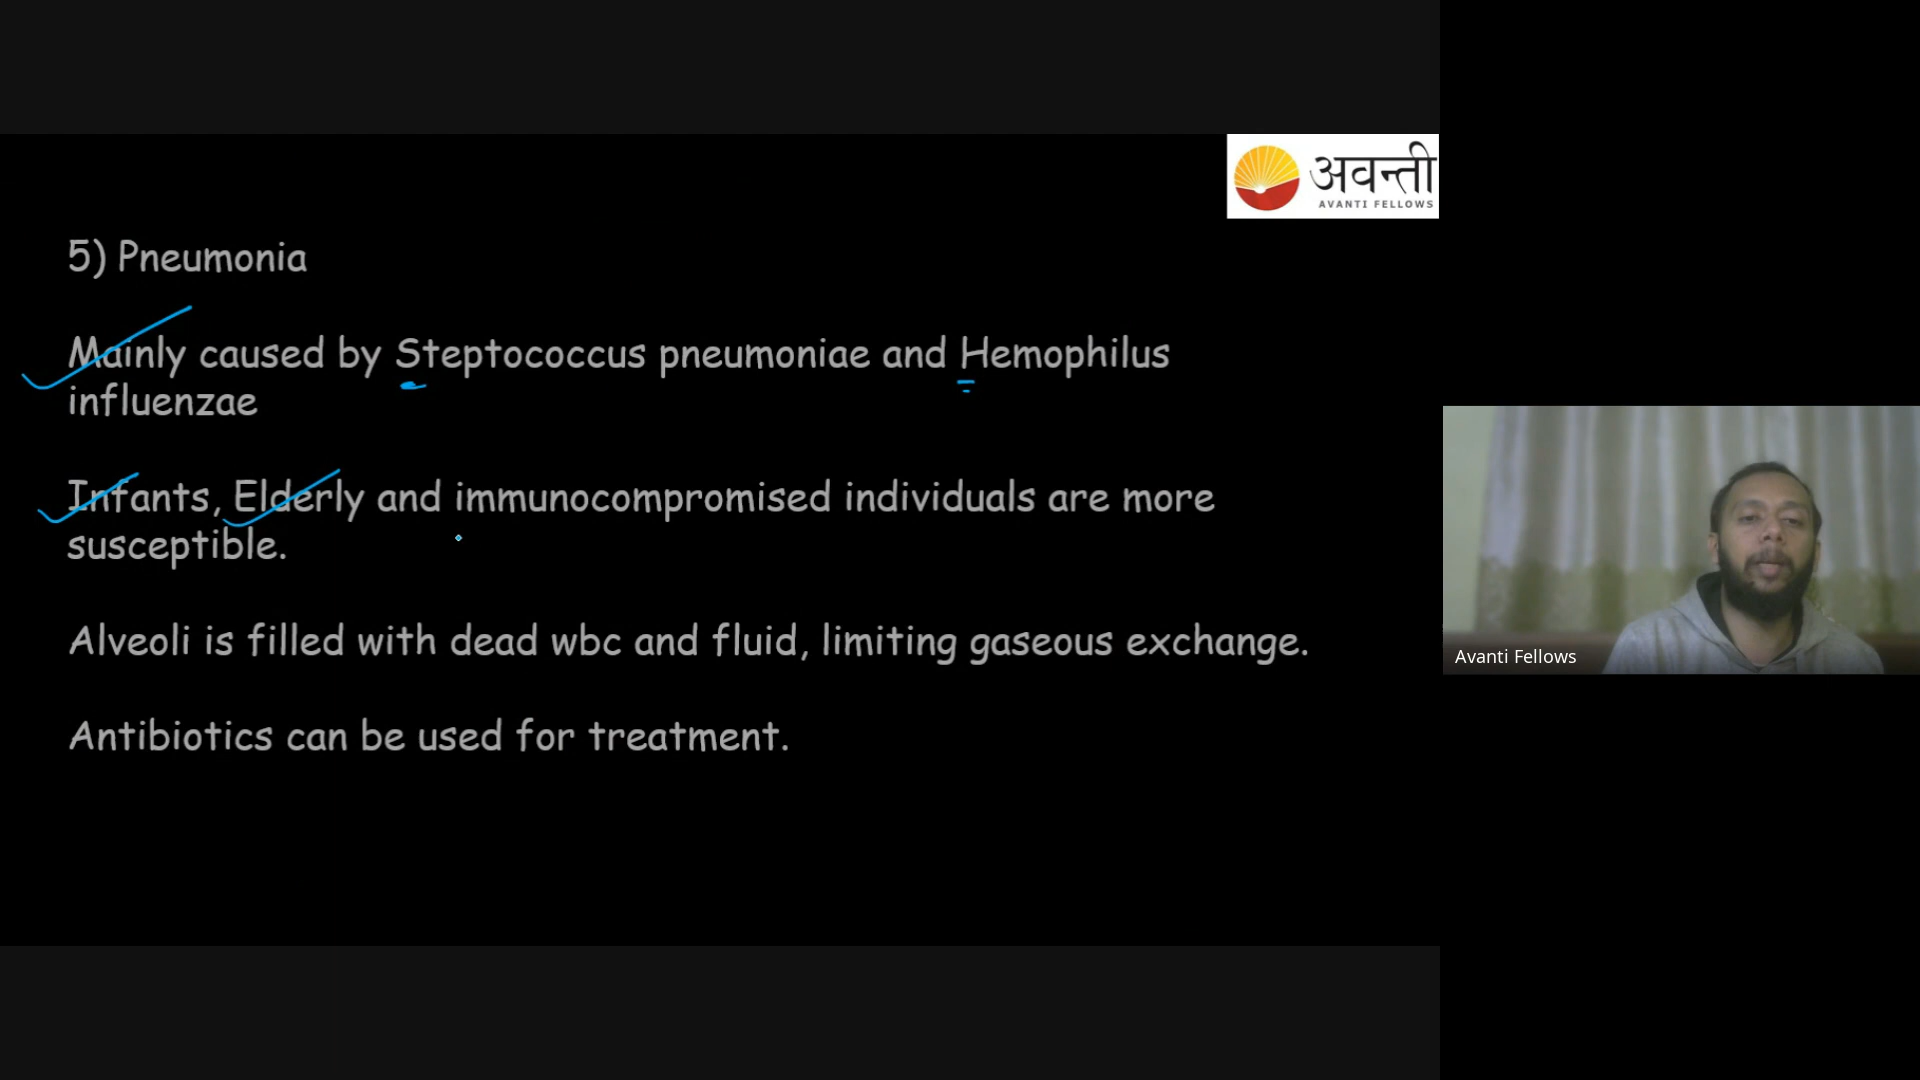 अवन्ती
AVANTI FELLOWS
5) Pneumonia
Mainly caused by Steptococcus pneumoniae and Hemophilus
influenzae
Infants, Elderly and immunocompromised individuals are more
susceptible.
Alveoli is filled with dead wbc and fluid, limiting gaseous exchange.
Antibiotics can be used for treatment.
Avanti Fellows